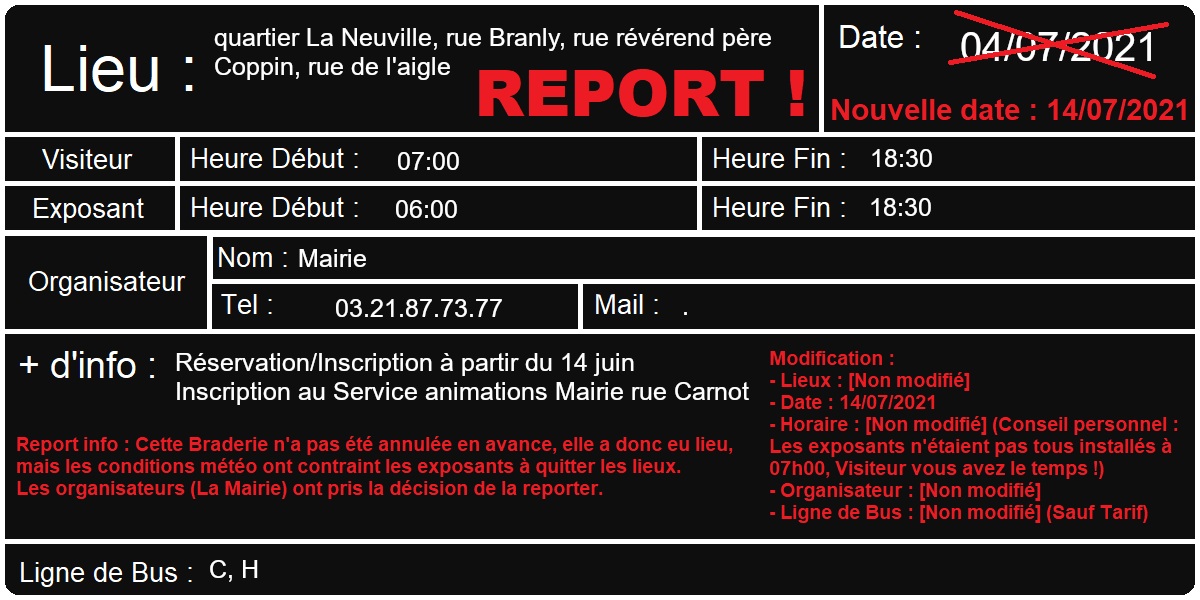 Lieu :
quartier La Neuville, rue Branly, rue révérend père
Coppin, rue de l'aigle
REPORT !
Date : 04/07/2021
Nouvelle date : 14/07/2021
Visiteur
Heure Début : 07:00
Heure Fin : 18:30
Exposant
Heure Début : 06:00
Heure Fin : 18:30
Organisateur
Nom : Mairie
Tel : 03.21.87.73.77
Mail : .
+ d'info :
Réservation/Inscription à partir du 14 juin
Inscription au Service animations Mairie rue Carnot
Report info : Cette Braderie n'a pas été annulée en avance, elle a donc eu lieu,
mais les conditions météo ont contraint les exposants à quitter les lieux.
Les organisateurs (La Mairie) ont pris la décision de la reporter.
Modification :
- Lieux : [Non modifié]
- Date : 14/07/2021
- Horaire : [Non modifié] (Conseil personnel :
Les exposants n'étaient pas tous installés à
07h00, Visiteur vous avez le temps !)
- Organisateur : [Non modifié]
- Ligne de Bus : [Non modifié] (Sauf Tarif)
Ligne de Bus : C, H